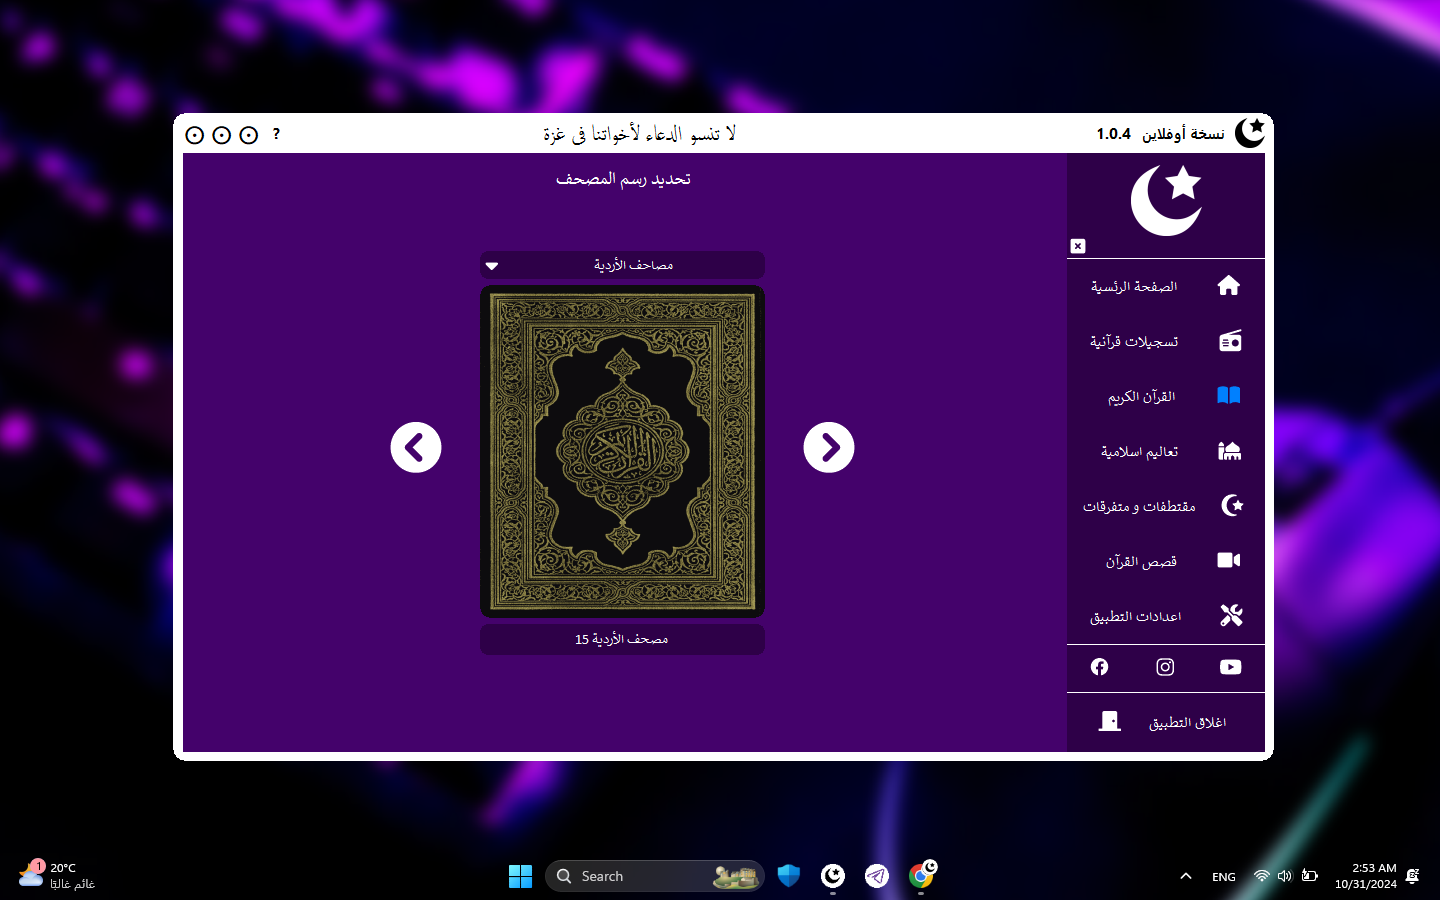 نسخة أوفلاين 1.0.4
لا تنسو الدعاء لأخواتنا في غزة
?
تحديد رسم المصحف
مصاحف الأردية
القرآن الكريم
مصحف الأردية 15
الصفحة الرئسية
تسجيلات قرآنية
القرآن الكريم
تعاليم اسلامية
مقتطفات و متفرقات
قصص القرآن
اعدادات التطبيق
اغلاق التطبيق
1
20°C
غائم غالبًا
Search
ENG
2:53 AM
10/31/2024